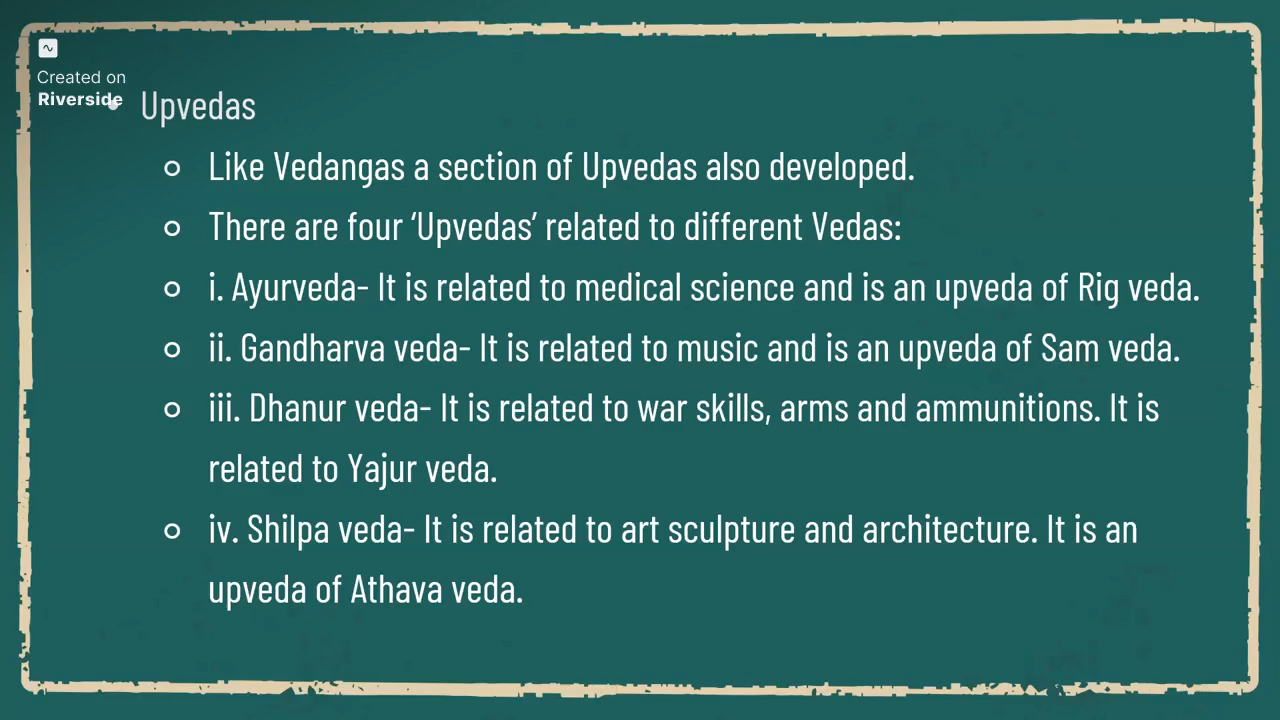 Created on
Riverside
Upvedas
Like Vedangas a section of Upvedas also developed.
There are four ‘Upvedas’ related to different Vedas:
i. Ayurveda- It is related to medical science and is an upveda of Rig veda.
ii. Gandharva veda- It is related to music and is an upveda of Sam veda.
iii. Dhanur veda- It is related to war skills, arms and ammunitions. It is
related to Yajur veda.
iv. Shilpa veda- It is related to art sculpture and architecture. It is an
upveda of Athava veda.